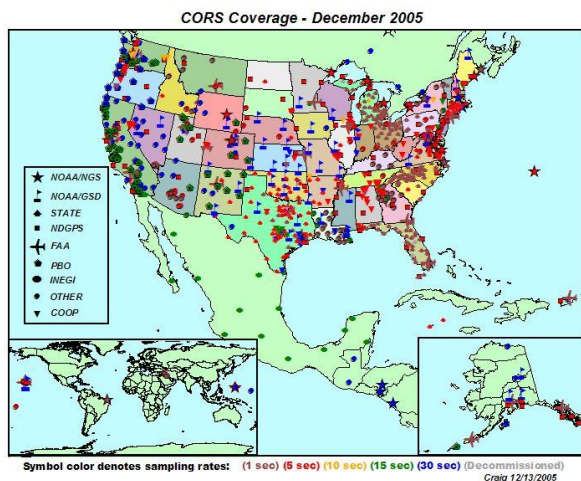 CORS Coverage - December 2005
NOAA/NGS
NOAA/GSD
STATE
NDGPS
FAA
PBO
INEGI
OTHER
COOP
Symbol color denotes sampling rates: (1 sec) (5 sec) (10 sec) (15 sec) (30 sec) (Decommissioned)
Craig 12/13/2005